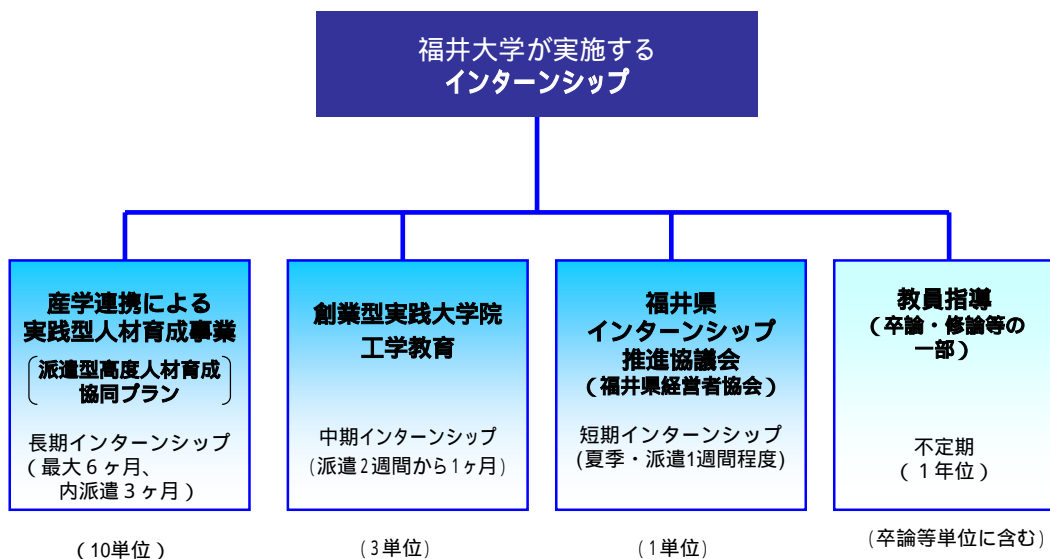 福井大学が実施する
インターンシップ
産学連携による
実践型人材育成事業
派遣型高度人材育成
協同プラン
長期インターンシップ
（最大６ヶ月、
内派遣３ヶ月）
（10単位）
創業型実践大学院
工学教育
中期インターンシップ
(派遣2週間から1ヶ月)
(3単位)
福井県
インターンシップ
推進協議会
（福井県経営者協会）
短期インターンシップ
(夏季・派遣1週間程度)
(1単位)
教員指導
（卒論・修論等の
一部）
不定期
（１年位）
(卒論等単位に含む)